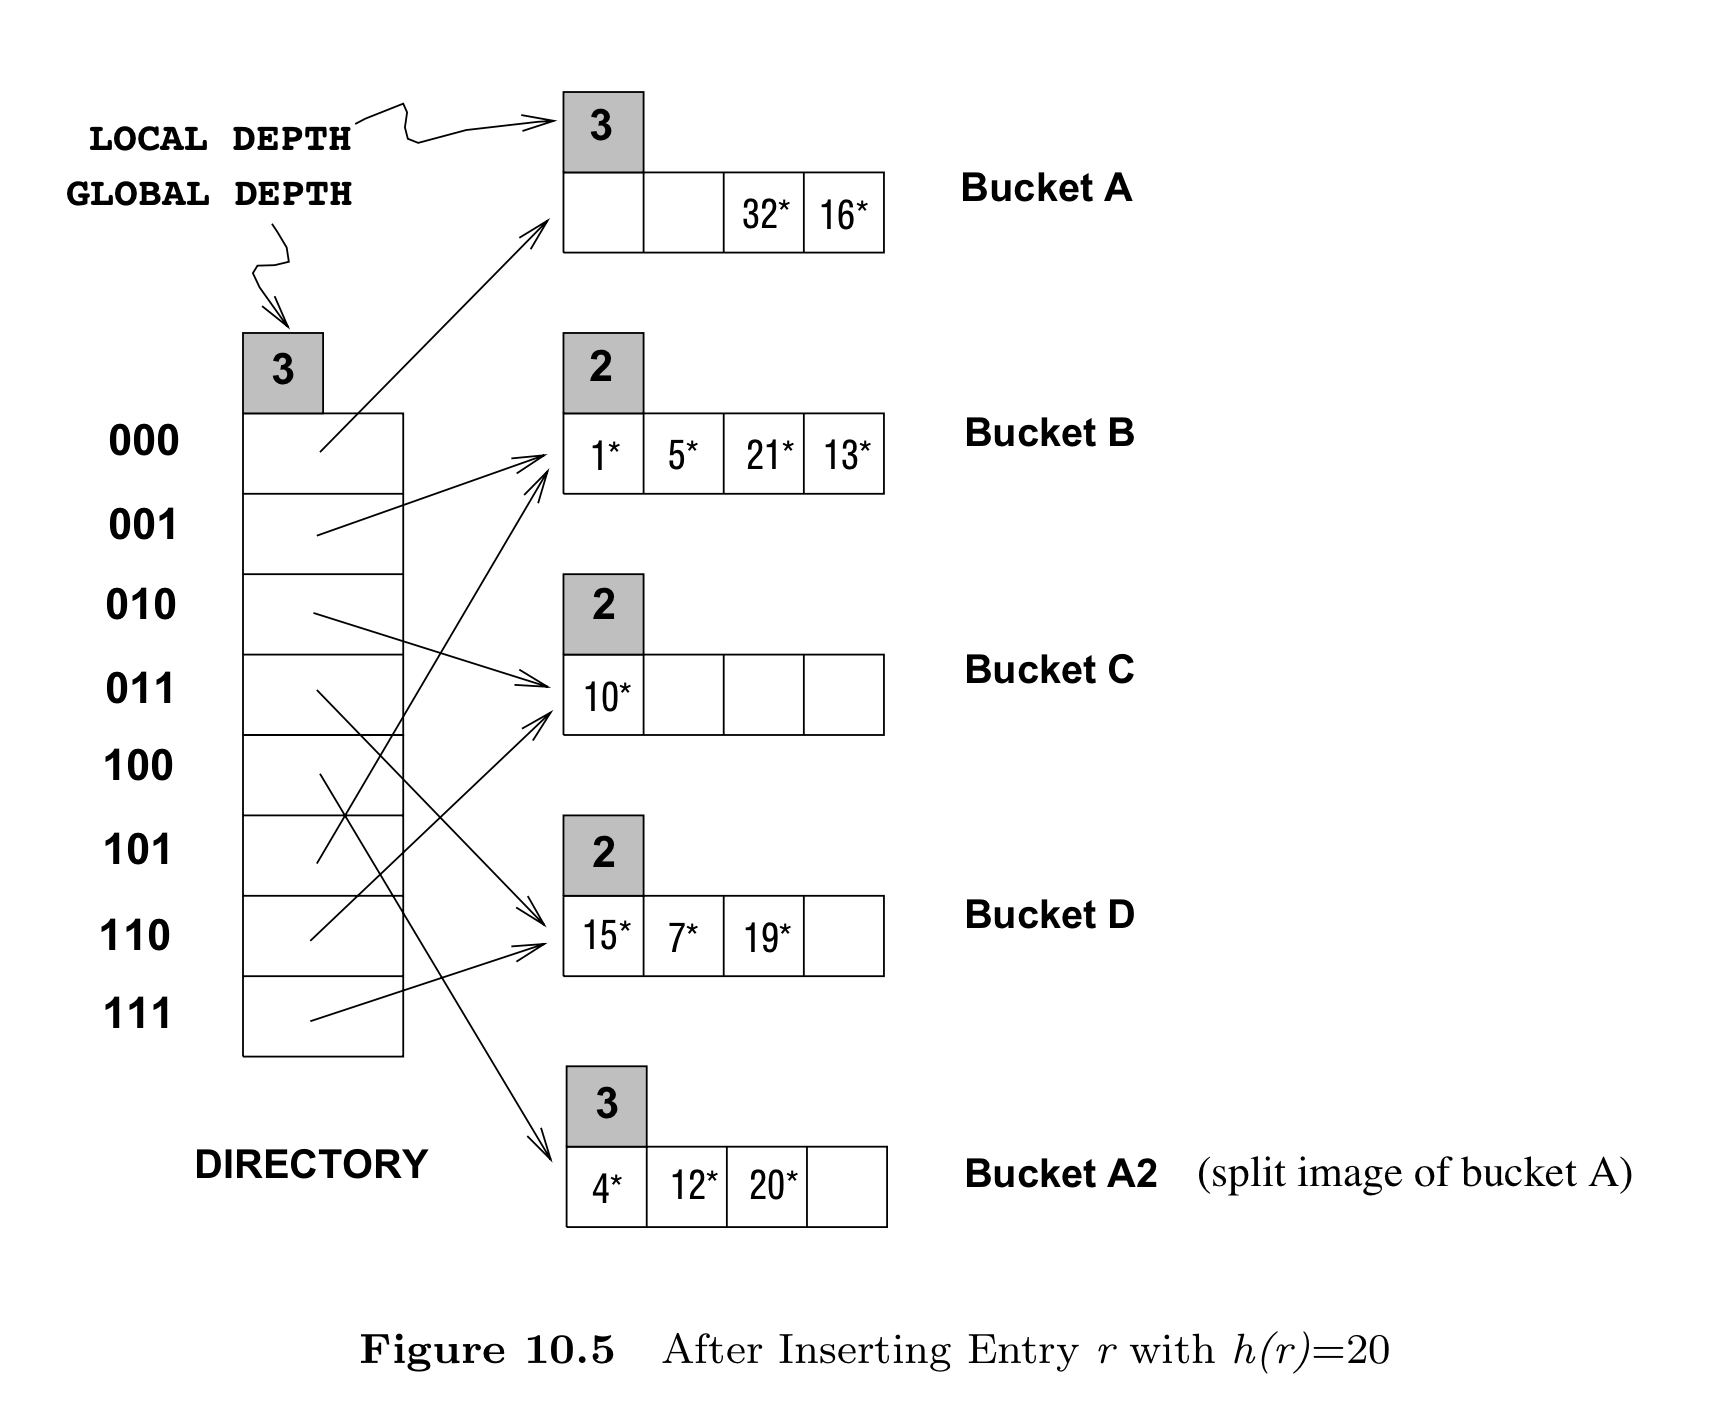 LOCAL DEPTH
GLOBAL DEPTH
3
32* 16*
Bucket A
3
000
001
010
011
100
101
110
111
DIRECTORY
2
1* 5* 21* 13*
Bucket B
2
10*
Bucket C
2
15* 7* 19*
Bucket D
3
4* 12* 20*
Bucket A2 (split image of bucket A)
Figure 10.5 After Inserting Entry r with h(r)=20